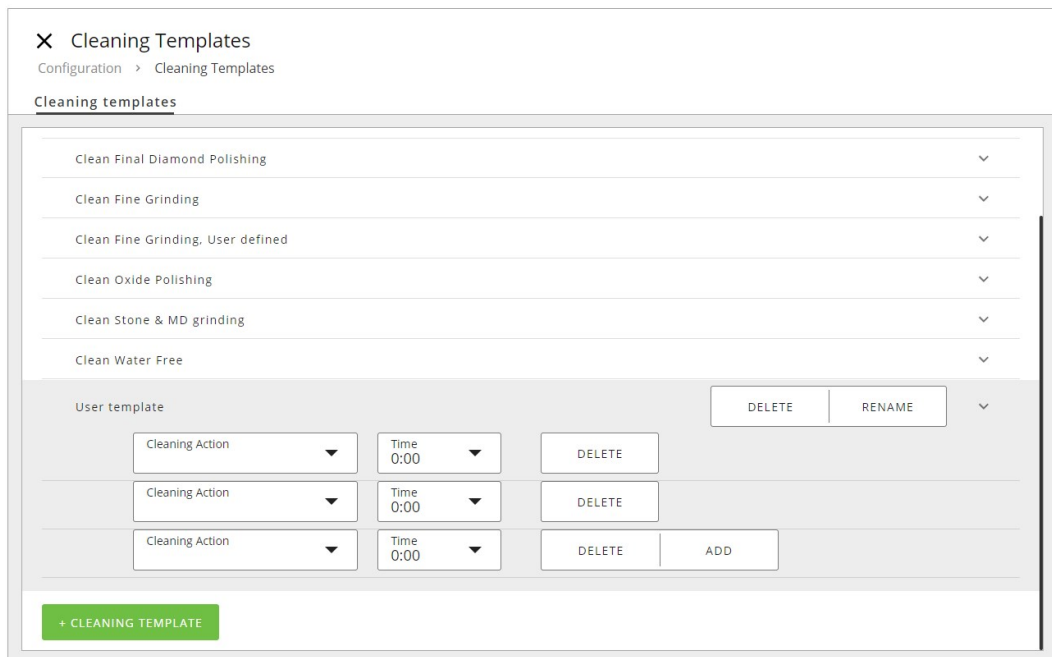 Cleaning Templates
Configuration > Cleaning Templates
Cleaning templates
Clean Final Diamond Polishing
Clean Fine Grinding
Clean Fine Grinding, User defined
Clean Oxide Polishing
Clean Stone & MD grinding
Clean Water Free
User template DELETE RENAME
Cleaning Action Time
0:00 DELETE
Cleaning Action Time
0:00 DELETE
Cleaning Action Time
0:00 DELETE ADD
+ CLEANING TEMPLATE